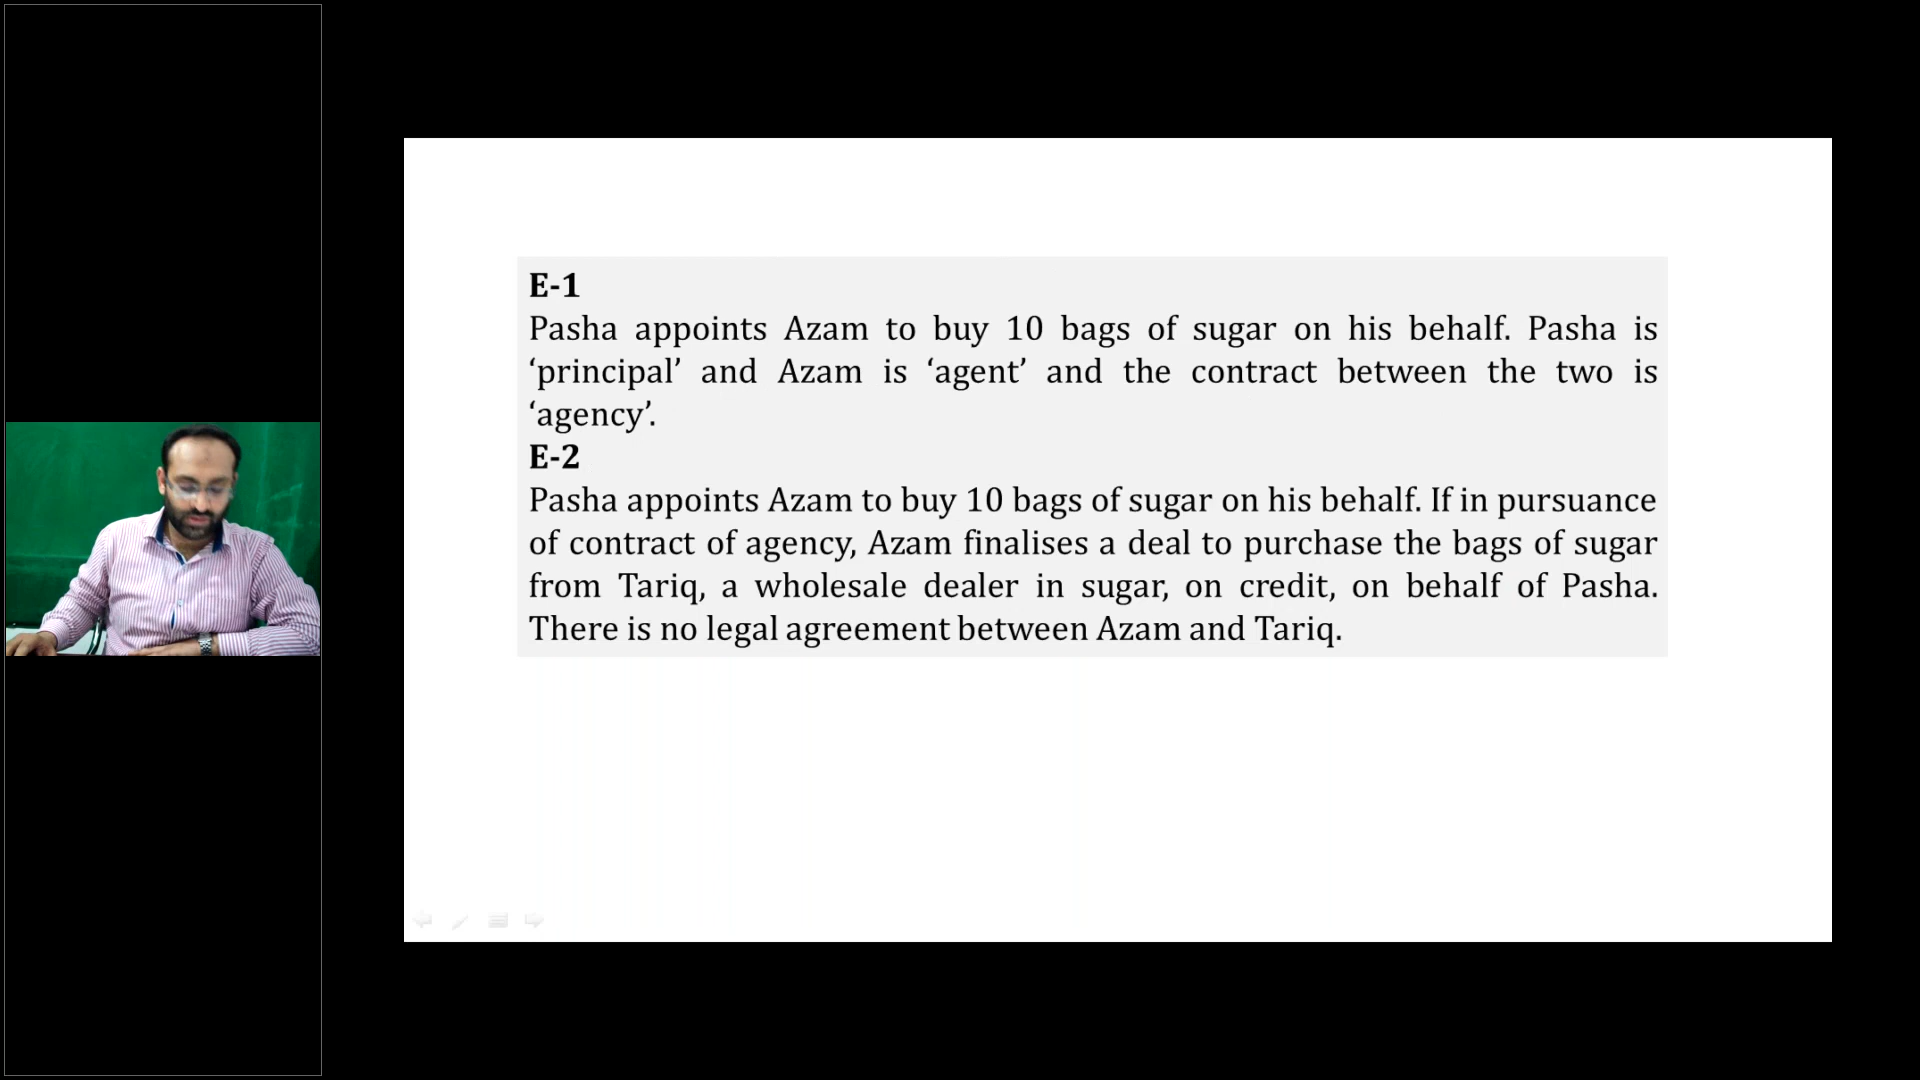 E-1
Pasha appoints Azam to buy 10 bags of sugar on his behalf. Pasha is
‘principal’ and Azam is ‘agent’ and the contract between the two is
‘agency’.
E-2
Pasha appoints Azam to buy 10 bags of sugar on his behalf. If in pursuance
of contract of agency, Azam finalises a deal to purchase the bags of sugar
from Tariq, a wholesale dealer in sugar, on credit, on behalf of Pasha.
There is no legal agreement between Azam and Tariq.